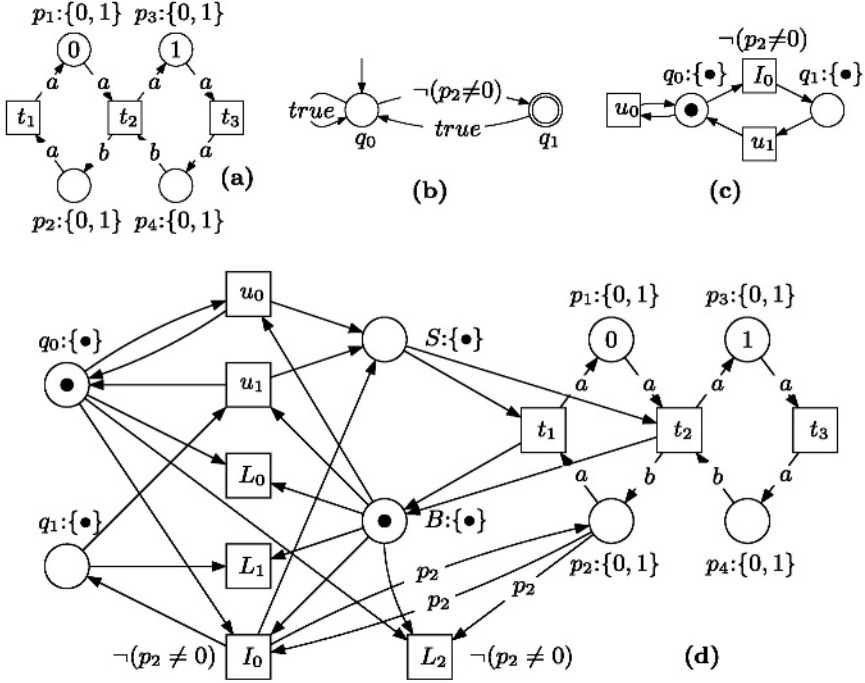 p₁:{0, 1} p₃:{0, 1}
0 1
a a a a
t₁ t₂ t₃
a b b a
(a)
p₂:{0, 1} p₄:{0, 1}
¬(p₂≠0)
true true
q₀ q₁
(b)
¬(p₂≠0)
q₀:{•} I₀ q₁:{•}
u₀
u₁
(c)
u₀
q₀:{•} S:{•}
u₁
L₀
q₁:{•} B:{•}
L₁
¬(p₂ ≠ 0) I₀ L₂ ¬(p₂ ≠ 0)
p₂
p₂
p₂
p₁:{0, 1} p₃:{0, 1}
0 1
a a a a
t₁ t₂ t₃
a b b a
p₂:{0, 1} p₄:{0, 1}
(d)